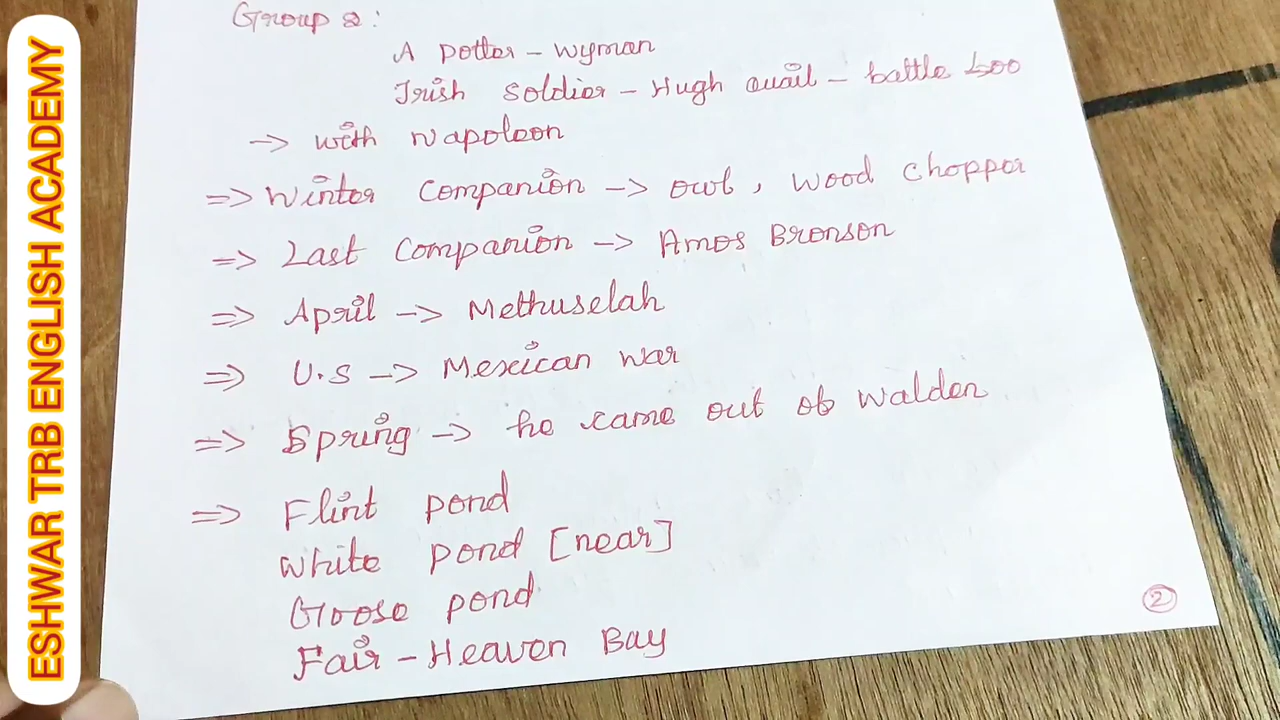 ESHWAR TRB ENGLISH ACADEMY
Group 2:
A Potter - Wyman
Irish Soldier - Hugh Quail - battle Loo
-> with Napoleon
=> Winter Companion -> owl, wood chopper
=> Last Companion -> Amos Bronson
=> April -> Methuselah
=> U.S -> Mexican war
=> Spring -> he came out of Walden
=> Flint pond
White pond [near]
Goose pond
Fair - Heaven Bay
2